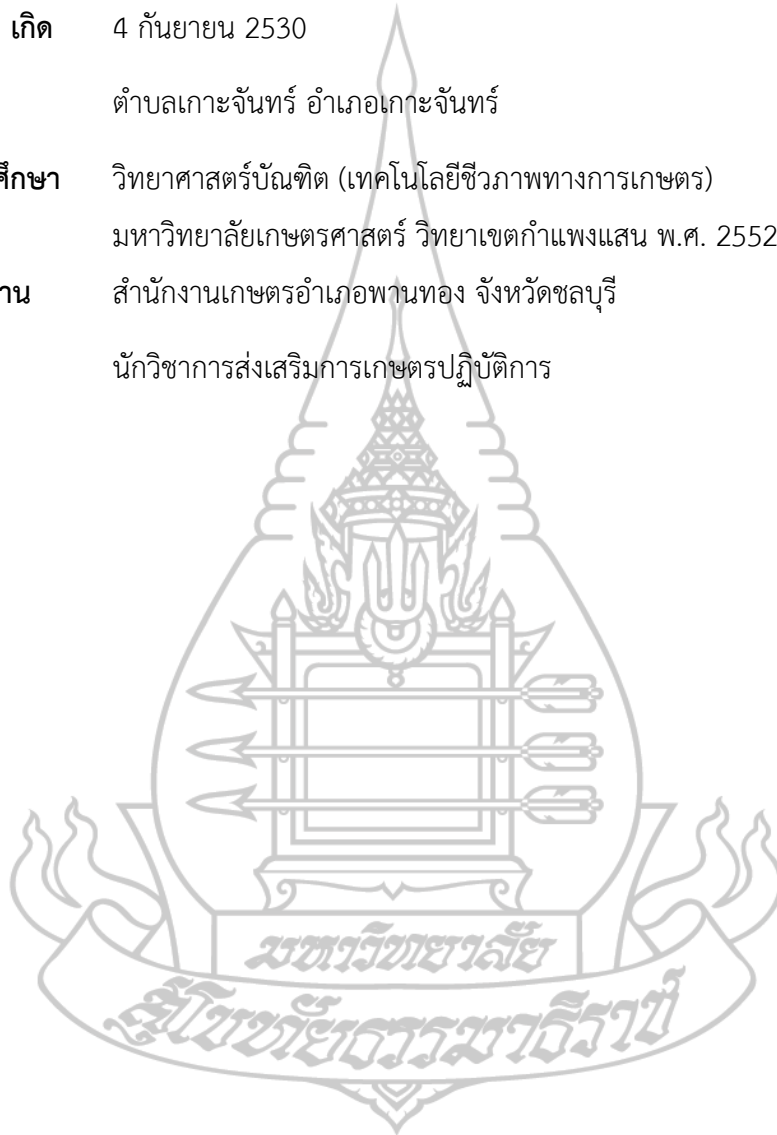 เกิด 4 กันยายน 2530
ตำบลเกาะจันทร์ อำเภอเกาะจันทร์
ศึกษา วิทยาศาสตร์บัณฑิต (เทคโนโลยีชีวภาพทางการเกษตร)
มหาวิทยาลัยเกษตรศาสตร์ วิทยาเขตกำแพงแสน พ.ศ. 2552
าน สำนักงานเกษตรอำเภอพานทอง จังหวัดชลบุรี
นักวิชาการส่งเสริมการเกษตรปฏิบัติการ
มหาวิทยาลัย
สุโขทัยธรรมาธิราช